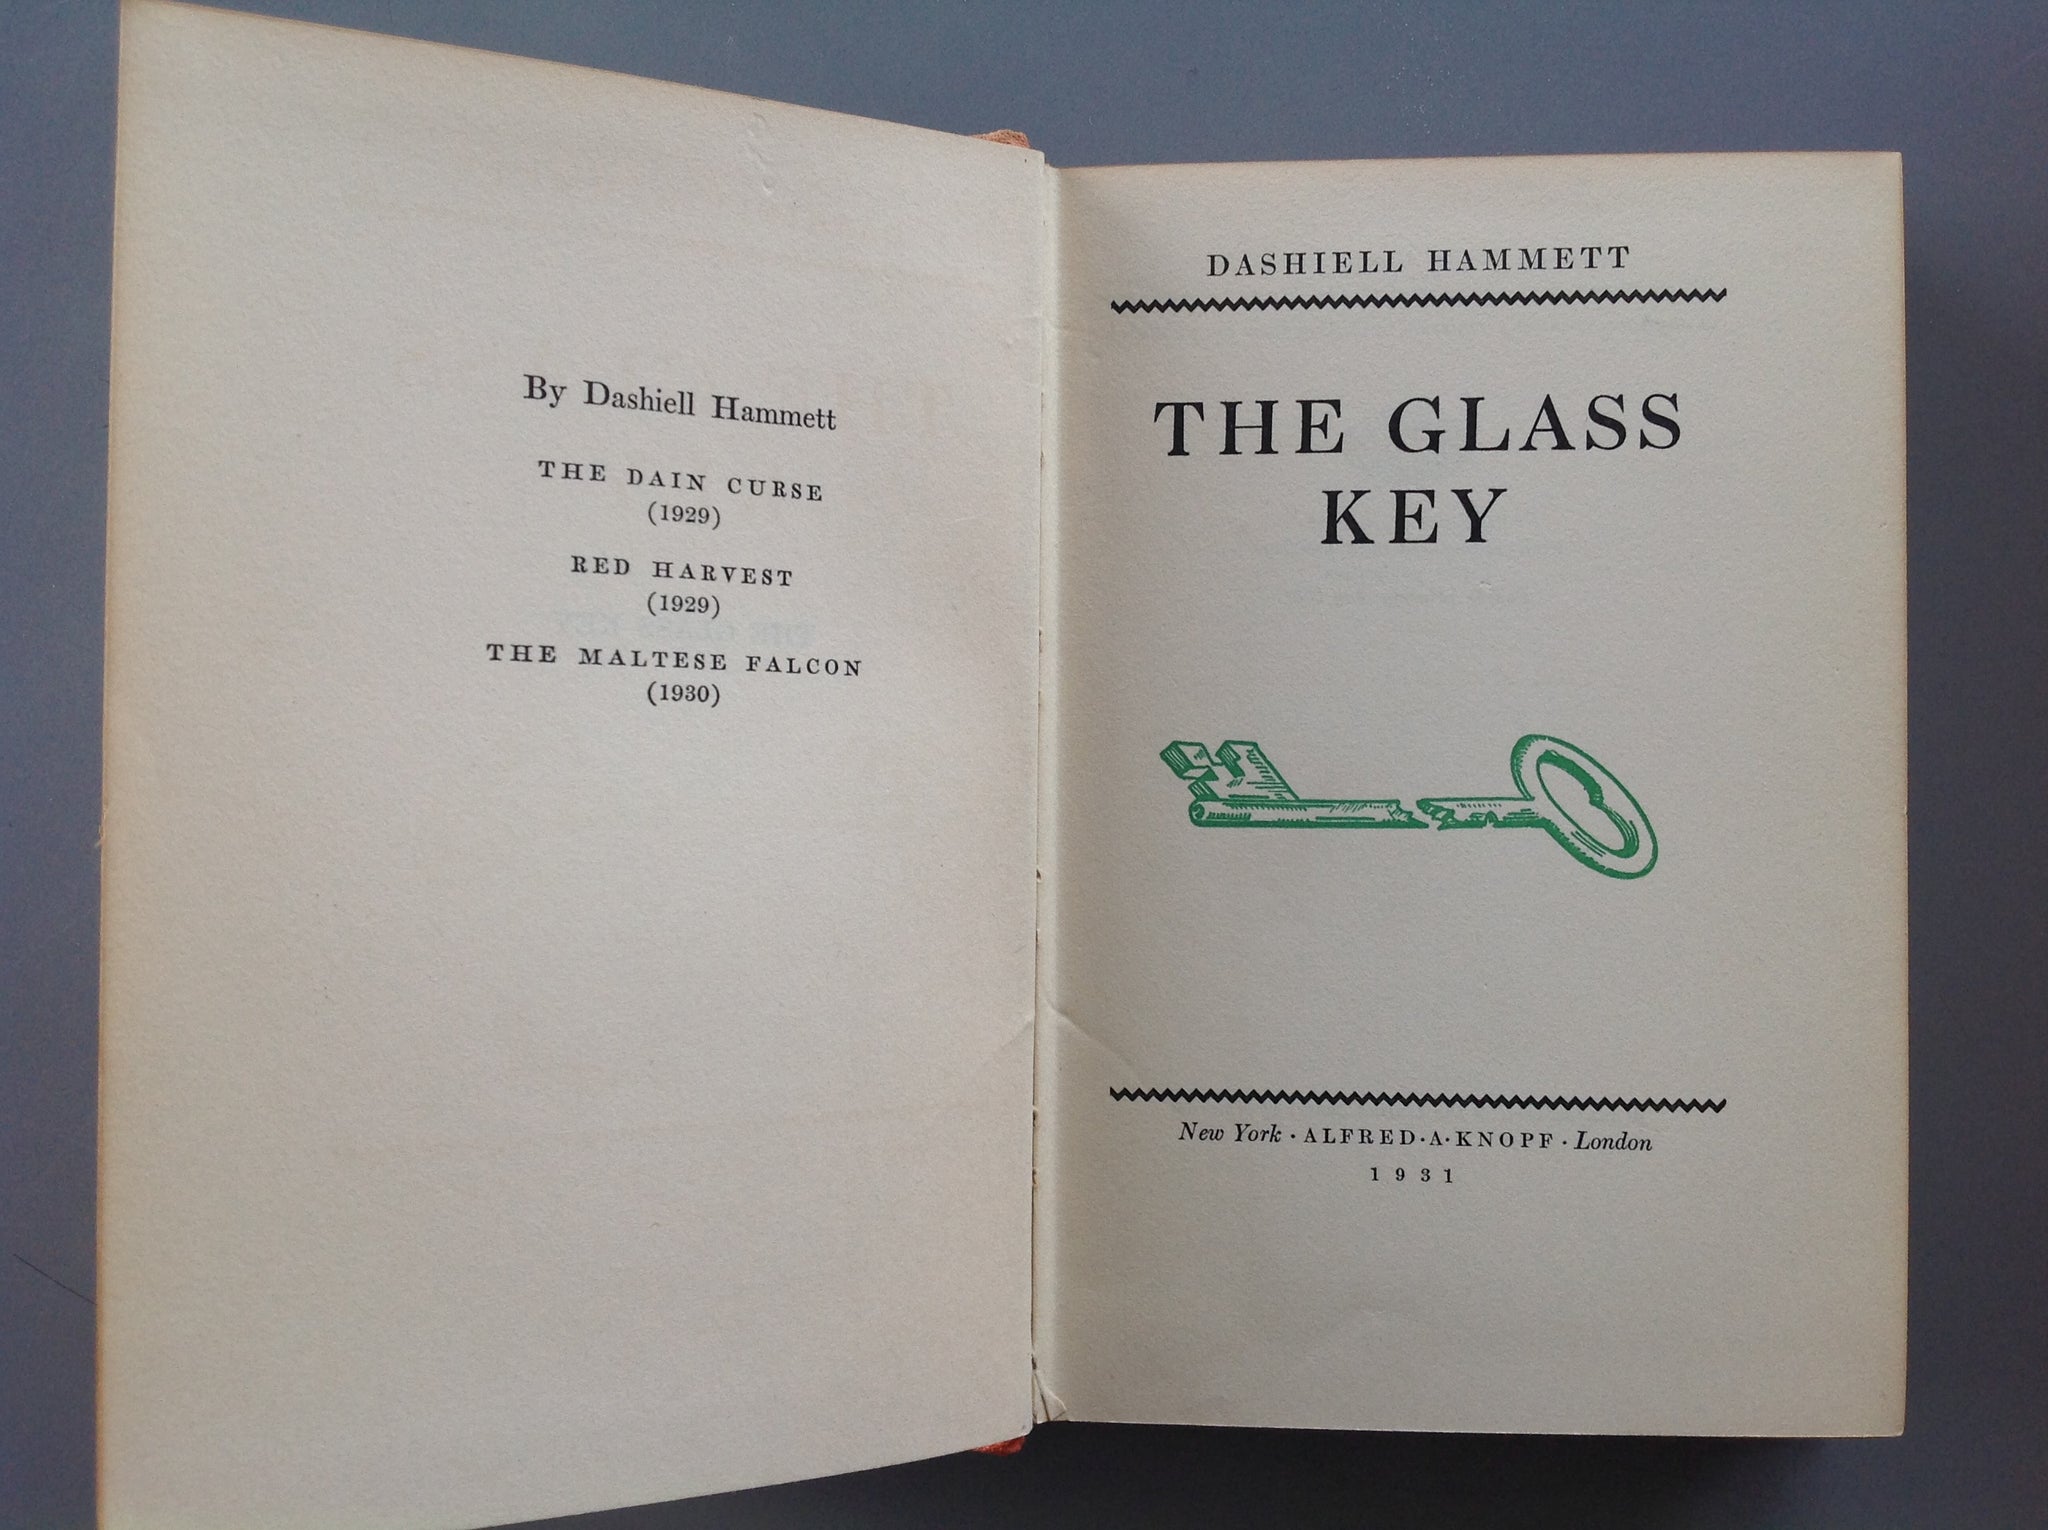 By Dashiell Hammett
THE DAIN CURSE
(1929)
RED HARVEST
(1929)
THE MALTESE FALCON
(1930)
DASHIELL HAMMETT
THE GLASS
KEY
New York · ALFRED · A · KNOPF · London
1931